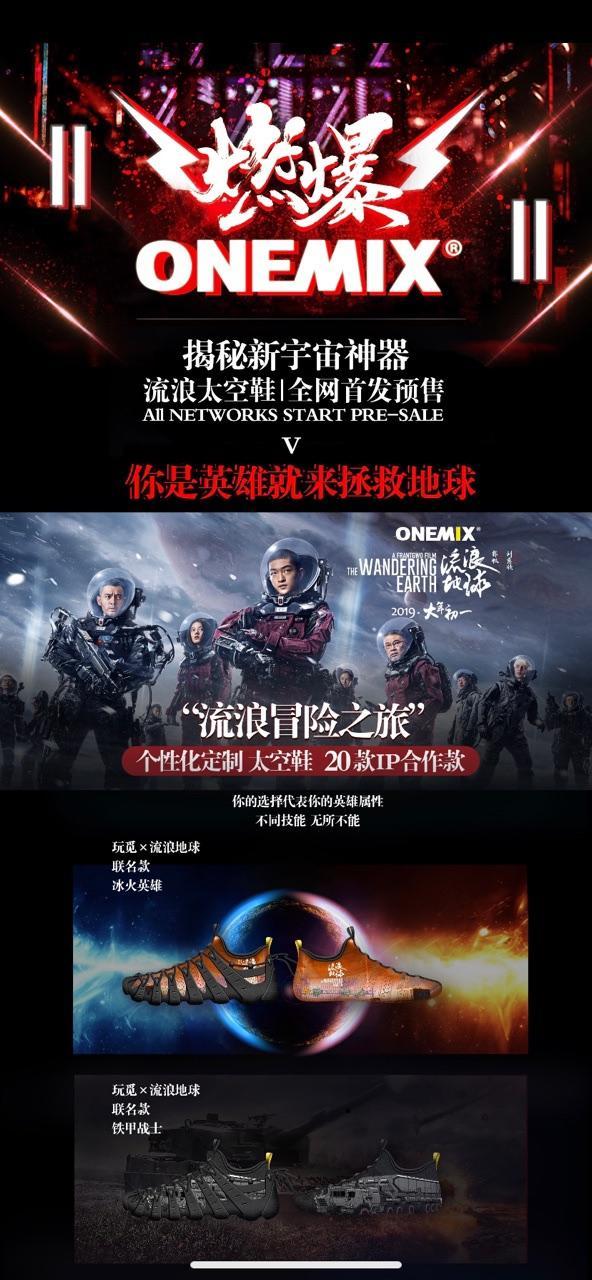 燃爆
ONEMIX®
揭秘新宇宙神器
流浪太空鞋|全网首发预售
All NETWORKS START PRE-SALE
V
你是英雄就来拯救地球
ONEMIX®
A FRANT GWO FILM
THE WANDERING
EARTH
流浪
地球
2019·大年初一
“流浪冒险之旅”
个性化定制 太空鞋 20款IP合作款
你的选择代表你的英雄属性
不同技能 无所不能
玩觅×流浪地球
联名款
冰火英雄
玩觅×流浪地球
联名款
铁甲战士